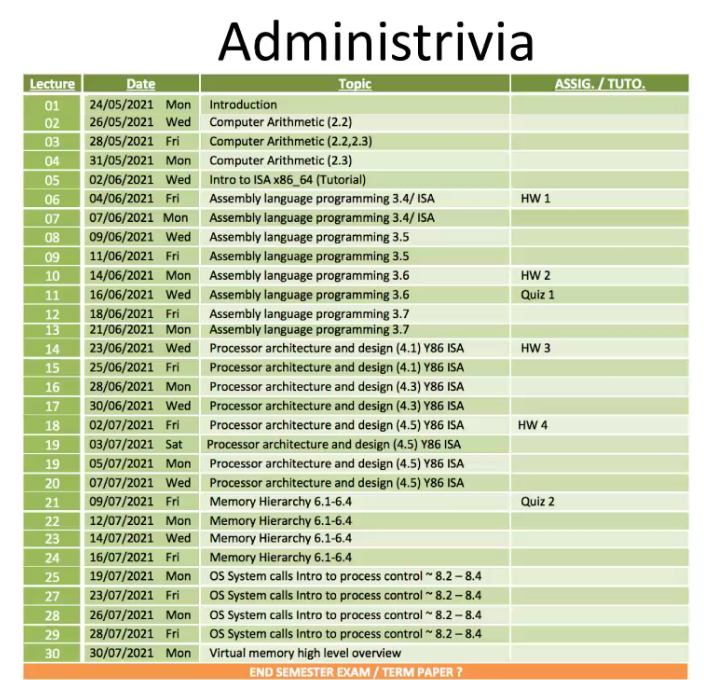 Administrivia
Lecture Date Topic ASSIG. / TUTO.
01 24/05/2021 Mon Introduction
02 26/05/2021 Wed Computer Arithmetic (2.2)
03 28/05/2021 Fri Computer Arithmetic (2.2,2.3)
04 31/05/2021 Mon Computer Arithmetic (2.3)
05 02/06/2021 Wed Intro to ISA x86_64 (Tutorial)
06 04/06/2021 Fri Assembly language programming 3.4/ ISA HW 1
07 07/06/2021 Mon Assembly language programming 3.4/ ISA
08 09/06/2021 Wed Assembly language programming 3.5
09 11/06/2021 Fri Assembly language programming 3.5
10 14/06/2021 Mon Assembly language programming 3.6 HW 2
11 16/06/2021 Wed Assembly language programming 3.6 Quiz 1
12 18/06/2021 Fri Assembly language programming 3.7
13 21/06/2021 Mon Assembly language programming 3.7
14 23/06/2021 Wed Processor architecture and design (4.1) Y86 ISA HW 3
15 25/06/2021 Fri Processor architecture and design (4.1) Y86 ISA
16 28/06/2021 Mon Processor architecture and design (4.3) Y86 ISA
17 30/06/2021 Wed Processor architecture and design (4.3) Y86 ISA
18 02/07/2021 Fri Processor architecture and design (4.5) Y86 ISA HW 4
19 03/07/2021 Sat Processor architecture and design (4.5) Y86 ISA
19 05/07/2021 Mon Processor architecture and design (4.5) Y86 ISA
20 07/07/2021 Wed Processor architecture and design (4.5) Y86 ISA
21 09/07/2021 Fri Memory Hierarchy 6.1-6.4 Quiz 2
22 12/07/2021 Mon Memory Hierarchy 6.1-6.4
23 14/07/2021 Wed Memory Hierarchy 6.1-6.4
24 16/07/2021 Fri Memory Hierarchy 6.1-6.4
25 19/07/2021 Mon OS System calls Intro to process control ~ 8.2 – 8.4
27 23/07/2021 Fri OS System calls Intro to process control ~ 8.2 – 8.4
28 26/07/2021 Mon OS System calls Intro to process control ~ 8.2 – 8.4
29 28/07/2021 Fri OS System calls Intro to process control ~ 8.2 – 8.4
30 30/07/2021 Mon Virtual memory high level overview
END SEMESTER EXAM / TERM PAPER ?